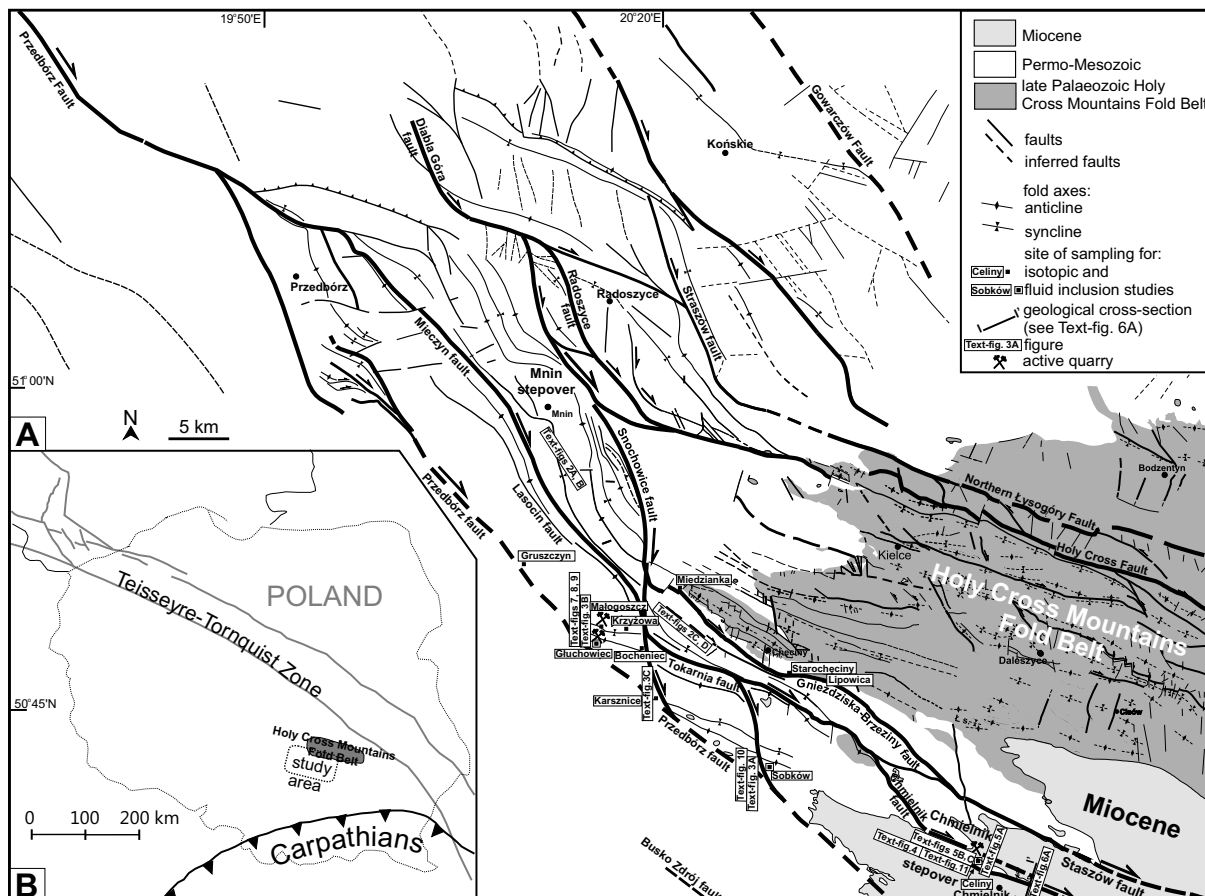 19°50'E
20°20'E
Przedbórz Fault
Diabla Góra
fault
Gowarczów Fault
Końskie
Miocene
Permo-Mesozoic
late Palaeozoic Holy
Cross Mountains Fold Belt
faults
inferred faults
fold axes:
anticline
syncline
site of sampling for:
Celiny
isotopic and
Sobków
fluid inclusion studies
geological cross-section
(see Text-fig. 6A)
Text-fig. 3A
figure
active quarry
Przedbórz
Radoszyce
fault
Radoszyce
Straszów fault
Mieczyn fault
Mnin
stepover
Mnin
51°00'N
A
N
5 km
Text-figs 2A, B
Snochowice fault
Lasocin fault
Przedbórz fault
Bodzentyn
Northern Łysogóry Fault
Holy Cross Fault
Kielce
Holy Cross Mountains
Fold Belt
Daleszyce
Cisów
Gruszczyn
Miedzianka
Text-figs 7, 8, 9
Text-fig. 3B
Małogoszcz
Krzyżowa
Głuchowiec
Bocheniec
Text-figs 2C, D
Chęciny
Starochęciny
Lipowica
Tokarnia fault
Gnieździska-Brzeziny fault
Karsznice
Text-fig. 3C
Przedbórz fault
Text-fig. 10
Text-fig. 3A
Sobków
Chmielnik
fault
Miocene
Chmielnik
stepover
Text-figs 5B, C
Text-fig. 4
Text-fig. 11
Text-fig. 5A
Text-fig. 6A
Celiny
Chmielnik
Staszów fault
Busko Zdrój fault
50°45'N
POLAND
Teisseyre-Tornquist Zone
Holy Cross Mountains
Fold Belt
study
area
0 100 200 km
Carpathians
B